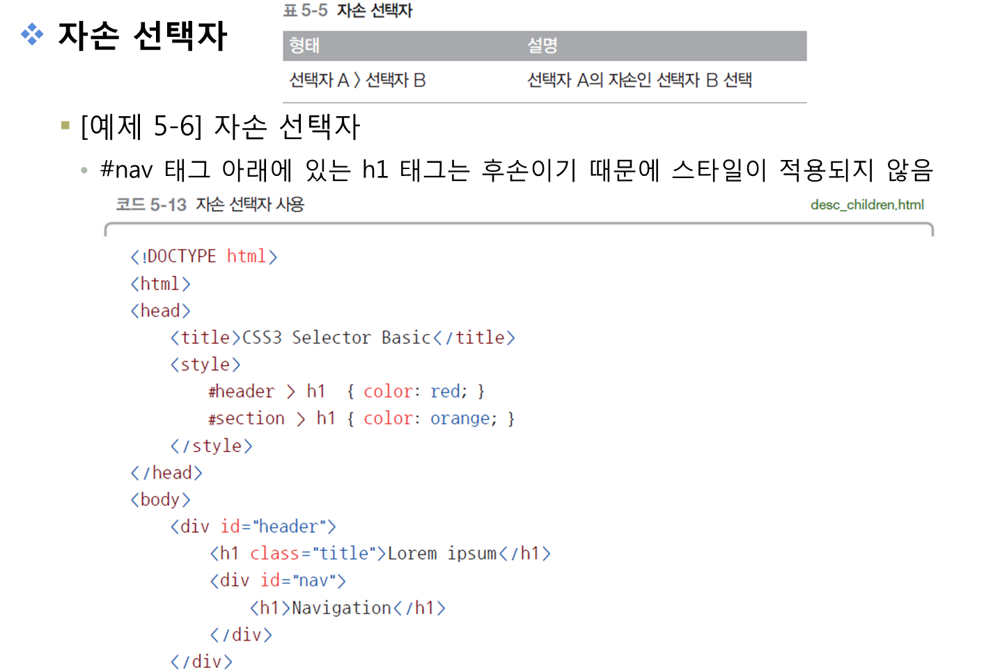 자손 선택자
표 5-5 자손 선택자
형태 설명
선택자 A > 선택자 B 선택자 A의 자손인 선택자 B 선택
[예제 5-6] 자손 선택자
#nav 태그 아래에 있는 h1 태그는 후손이기 때문에 스타일이 적용되지 않음
코드 5-13 자손 선택자 사용 desc_children.html
<!DOCTYPE html>
<html>
<head>
<title>CSS3 Selector Basic</title>
<style>
#header > h1 { color: red; }
#section > h1 { color: orange; }
</style>
</head>
<body>
<div id="header">
<h1 class="title">Lorem ipsum</h1>
<div id="nav">
<h1>Navigation</h1>
</div>
</div>